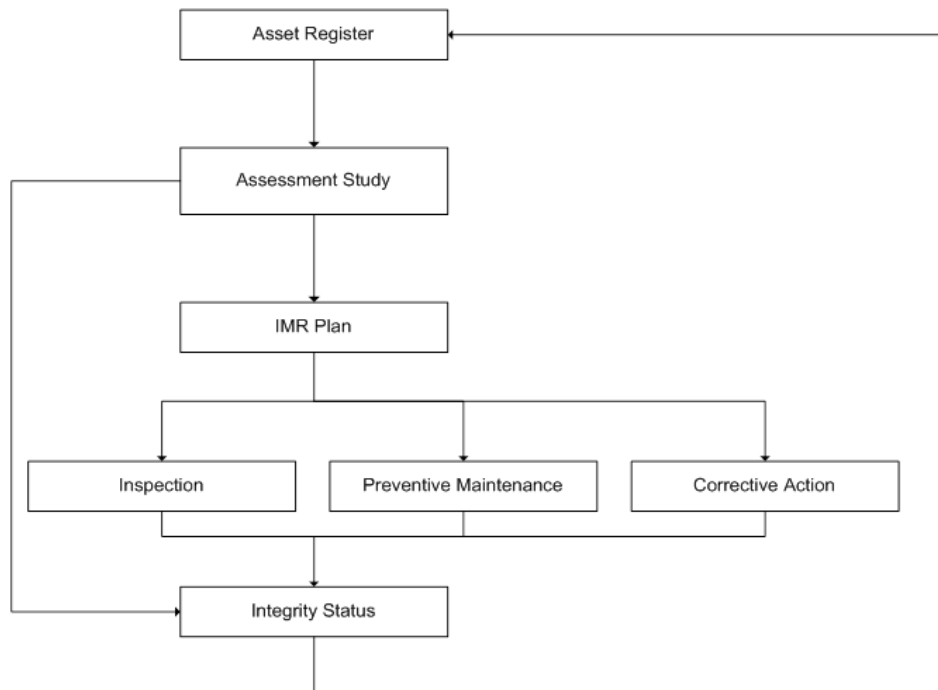 Asset Register
Assessment Study
IMR Plan
Inspection
Preventive Maintenance
Corrective Action
Integrity Status